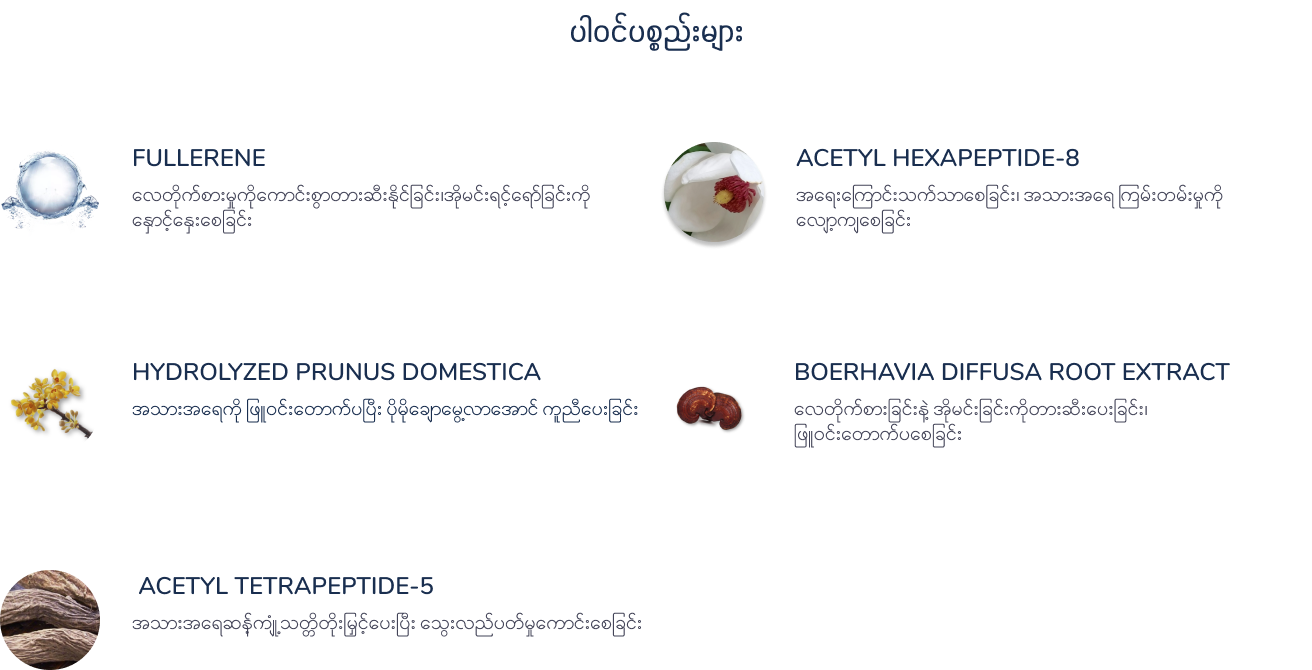 ပါဝင်ပစ္စည်းများ
FULLERENE
လေတိုက်စားမှုကိုကောင်းစွာတားဆီးနိုင်ခြင်း၊အိုမင်းရင့်ရော်ခြင်းကို
နှောင့်နှေးစေခြင်း
ACETYL HEXAPEPTIDE-8
အရေးကြောင်းသက်သာစေခြင်း၊ အသားအရေ ကြမ်းတမ်းမှုကို
လျော့ကျစေခြင်း
HYDROLYZED PRUNUS DOMESTICA
အသားအရေကို ဖြူဝင်းတောက်ပပြီး ပိုမိုချောမွေ့လာအောင် ကူညီပေးခြင်း
BOERHAVIA DIFFUSA ROOT EXTRACT
လေတိုက်စားခြင်းနဲ့ အိုမင်းခြင်းကိုတားဆီးပေးခြင်း၊
ဖြူဝင်းတောက်ပစေခြင်း
ACETYL TETRAPEPTIDE-5
အသားအရေဆန့်ကျုံ့သတ္တိတိုးမြှင့်ပေးပြီး သွေးလည်ပတ်မှုကောင်းစေခြင်း